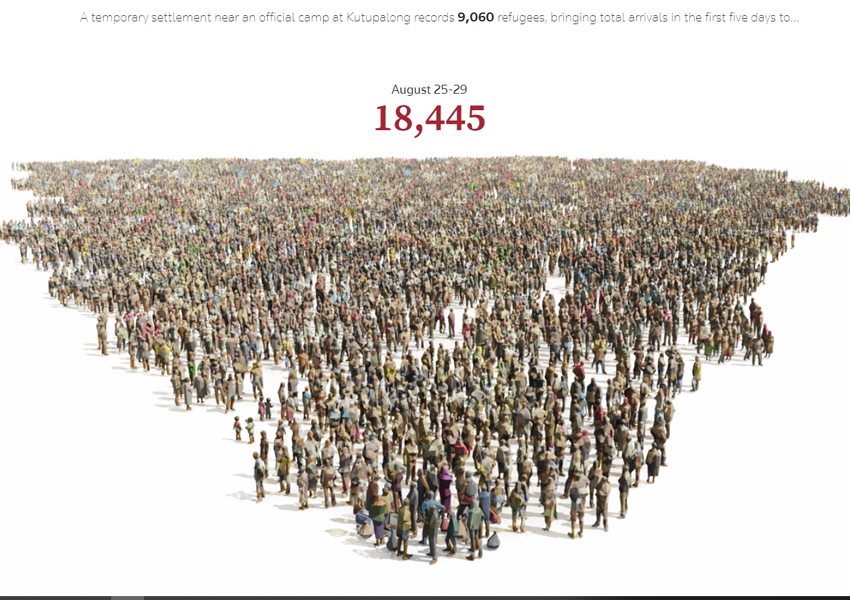 A temporary settlement near an official camp at Kutupalong records 9,060 refugees, bringing total arrivals in the first five days to...
August 25-29
18,445